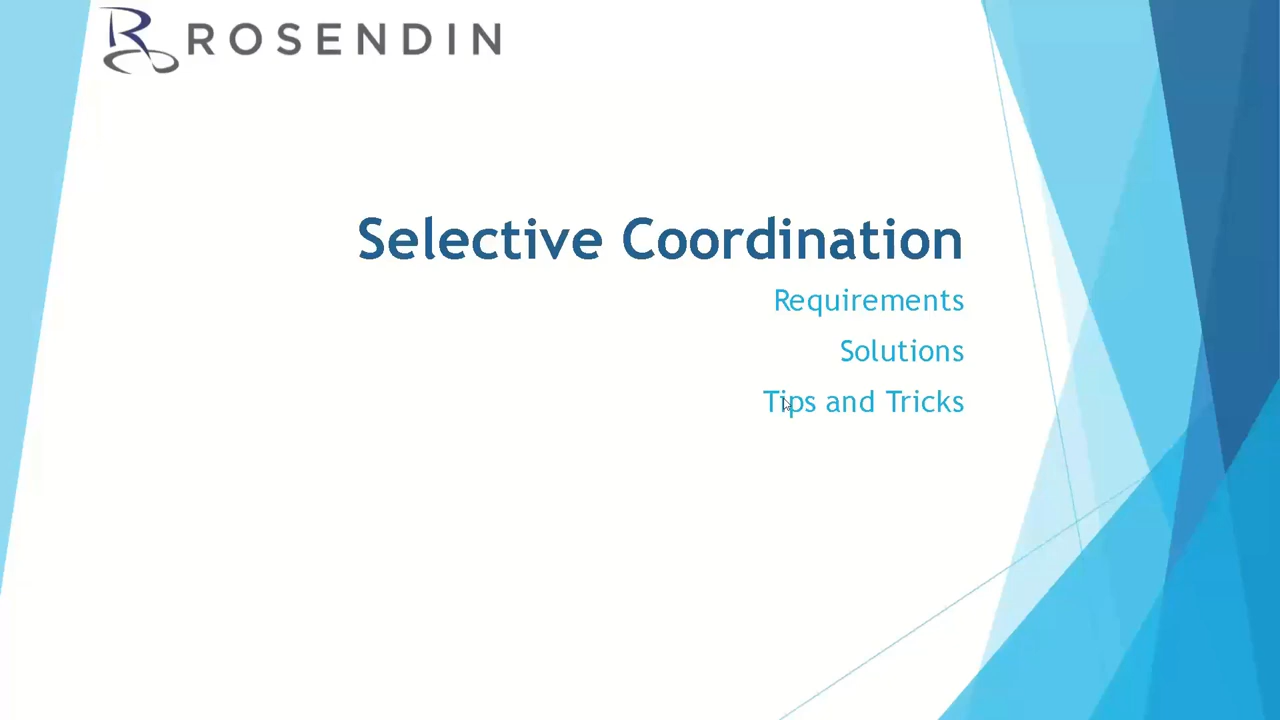 ROSENDIN
Selective Coordination
Requirements
Solutions
Tips and Tricks